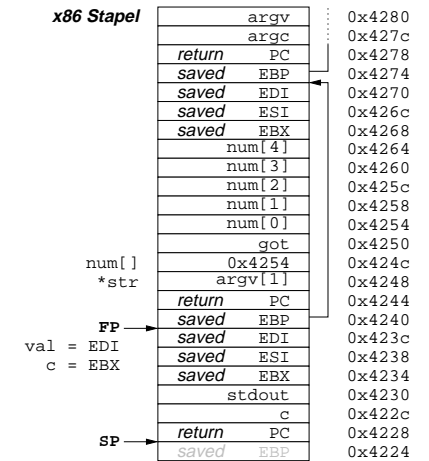 x86 Stapel argv 0x4280
argc 0x427c
return PC 0x4278
saved EBP 0x4274
saved EDI 0x4270
saved ESI 0x426c
saved EBX 0x4268
num[4] 0x4264
num[3] 0x4260
num[2] 0x425c
num[1] 0x4258
num[0] 0x4254
got 0x4250
num[] 0x4254 0x424c
*str argv[1] 0x4248
return PC 0x4244
saved EBP 0x4240
FP
saved EDI 0x423c
val = EDI
saved ESI 0x4238
c = EBX
saved EBX 0x4234
stdout 0x4230
c 0x422c
return PC 0x4228
SP
saved EBP 0x4224